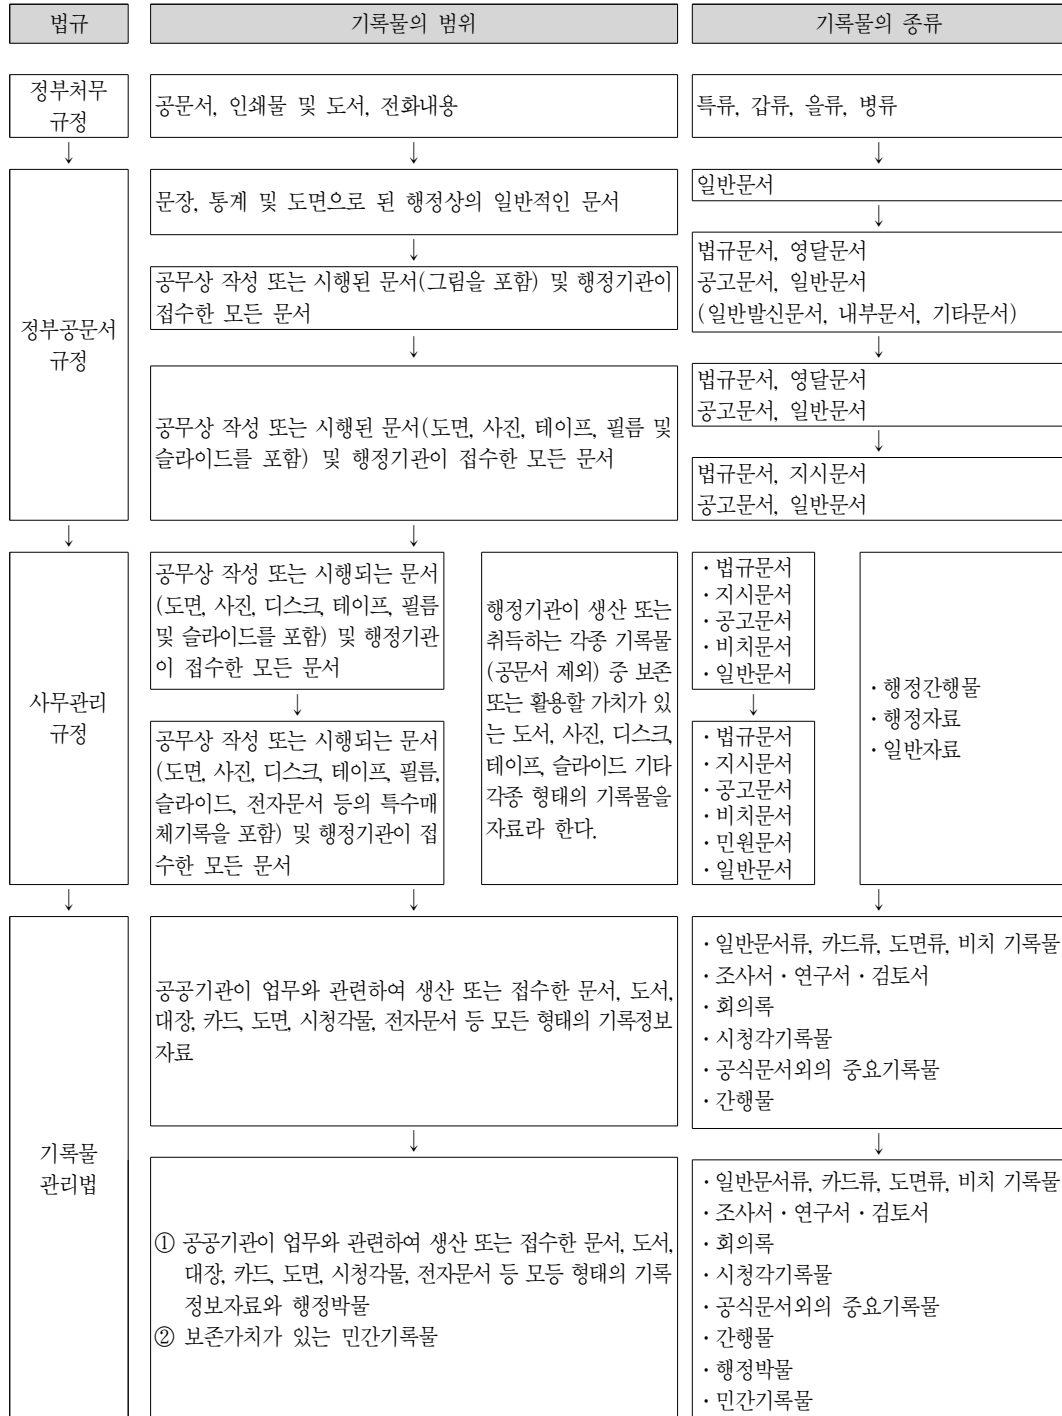 법규
기록물의 범위
기록물의 종류
정부처무
규정
공문서, 인쇄물 및 도서, 전화내용
특류, 갑류, 을류, 병류
↓
↓
↓
정부공문서
규정
문장, 통계 및 도면으로 된 행정상의 일반적인 문서
↓
공무상 작성 또는 시행된 문서(그림을 포함) 및 행정기관이
접수한 모든 문서
↓
공무상 작성 또는 시행된 문서(도면, 사진, 테이프, 필름 및
슬라이드를 포함) 및 행정기관이 접수한 모든 문서
일반문서
↓
법규문서, 영달문서
공고문서, 일반문서
(일반발신문서, 내부문서, 기타문서)
↓
법규문서, 영달문서
공고문서, 일반문서
↓
법규문서, 지시문서
공고문서, 일반문서
↓
↓
사무관리
규정
공무상 작성 또는 시행되는 문서
(도면, 사진, 디스크, 테이프, 필름
및 슬라이드를 포함) 및 행정기관
이 접수한 모든 문서
↓
공무상 작성 또는 시행되는 문서
(도면, 사진, 디스크, 테이프, 필름,
슬라이드, 전자문서 등의 특수매
체기록을 포함) 및 행정기관이 접
수한 모든 문서
행정기관이 생산 또는
취득하는 각종 기록물
(공문서 제외) 중 보존
또는 활용할 가치가 있
는 도서, 사진, 디스크,
테이프, 슬라이드 기타
각종 형태의 기록물을
자료라 한다.
·법규문서
·지시문서
·공고문서
·비치문서
·일반문서
↓
·법규문서
·지시문서
·공고문서
·비치문서
·민원문서
·일반문서
·행정간행물
·행정자료
·일반자료
↓
↓
↓
기록물
관리법
공공기관이 업무와 관련하여 생산 또는 접수한 문서, 도서,
대장, 카드, 도면, 시청각물, 전자문서 등 모든 형태의 기록정보
자료
↓
① 공공기관이 업무와 관련하여 생산 또는 접수한 문서, 도서,
대장, 카드, 도면, 시청각물, 전자문서 등 모등 형태의 기록
정보자료와 행정박물
② 보존가치가 있는 민간기록물
·일반문서류, 카드류, 도면류, 비치 기록물
·조사서·연구서·검토서
·회의록
·시청각기록물
·공식문서외의 중요기록물
·간행물
↓
·일반문서류, 카드류, 도면류, 비치 기록물
·조사서·연구서·검토서
·회의록
·시청각기록물
·공식문서외의 중요기록물
·간행물
·행정박물
·민간기록물